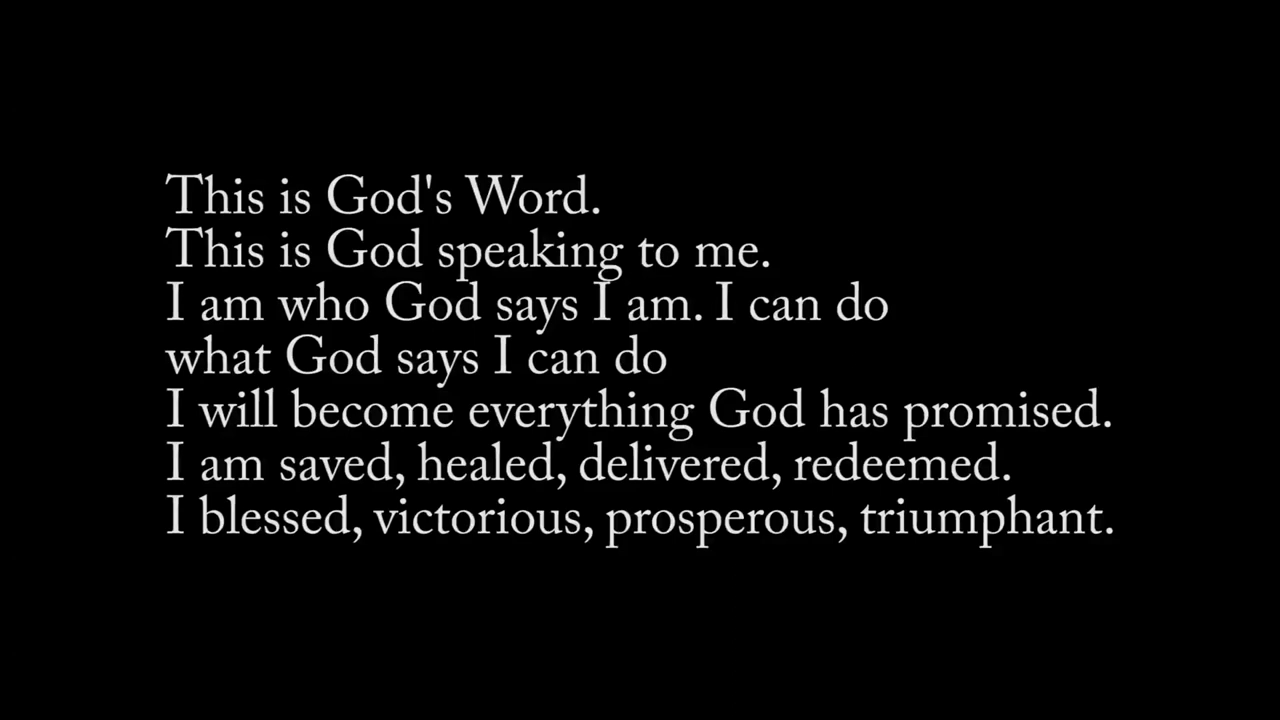 This is God's Word.
This is God speaking to me.
I am who God says I am. I can do
what God says I can do
I will become everything God has promised.
I am saved, healed, delivered, redeemed.
I blessed, victorious, prosperous, triumphant.